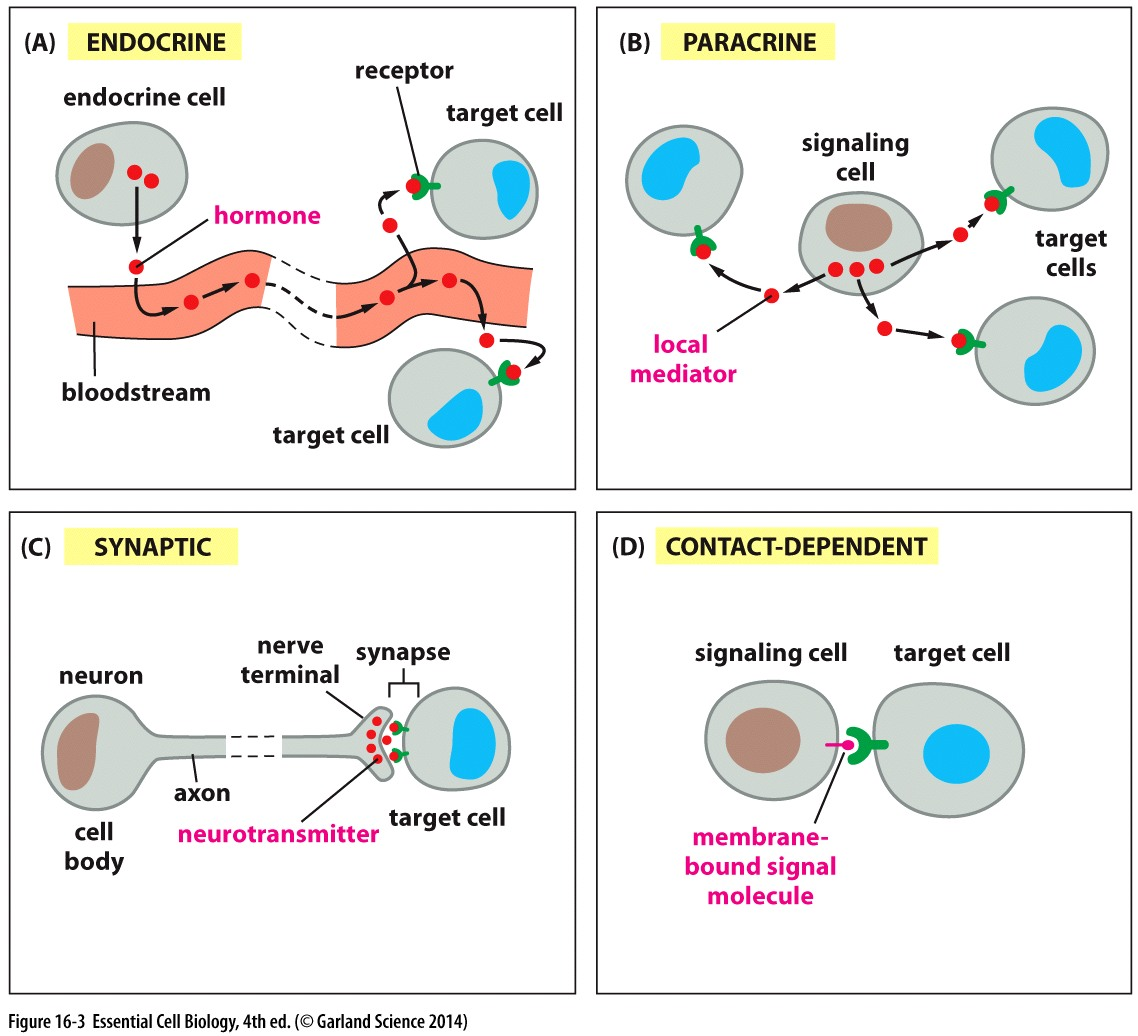 (A) ENDOCRINE
endocrine cell
receptor
target cell
hormone
bloodstream
target cell
(B) PARACRINE
signaling
cell
target
cells
local
mediator
(C) SYNAPTIC
neuron
nerve
terminal
synapse
axon
cell
body
neurotransmitter
target cell
(D) CONTACT-DEPENDENT
signaling cell
target cell
membrane-
bound signal
molecule
Figure 16-3 Essential Cell Biology, 4th ed. (© Garland Science 2014)